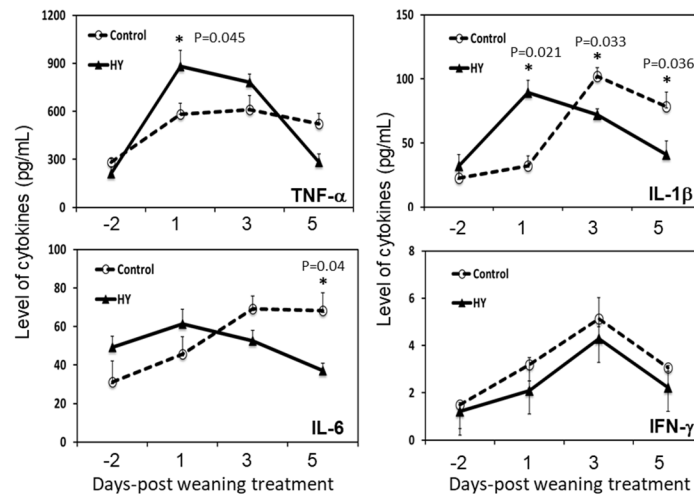 Level of cytokines (pg/mL)
1200
900
600
300
0
Control
HY
P=0.045
*
TNF-α
-2 1 3 5
Level of cytokines (pg/mL)
150
100
50
0
Control
HY
P=0.021
*
P=0.033
*
P=0.036
*
IL-1β
-2 1 3 5
100
80
60
40
20
0
Control
HY
P=0.04
*
IL-6
-2 1 3 5
Days-post weaning treatment
8
6
4
2
0
Control
HY
IFN-γ
-2 1 3 5
Days-post weaning treatment